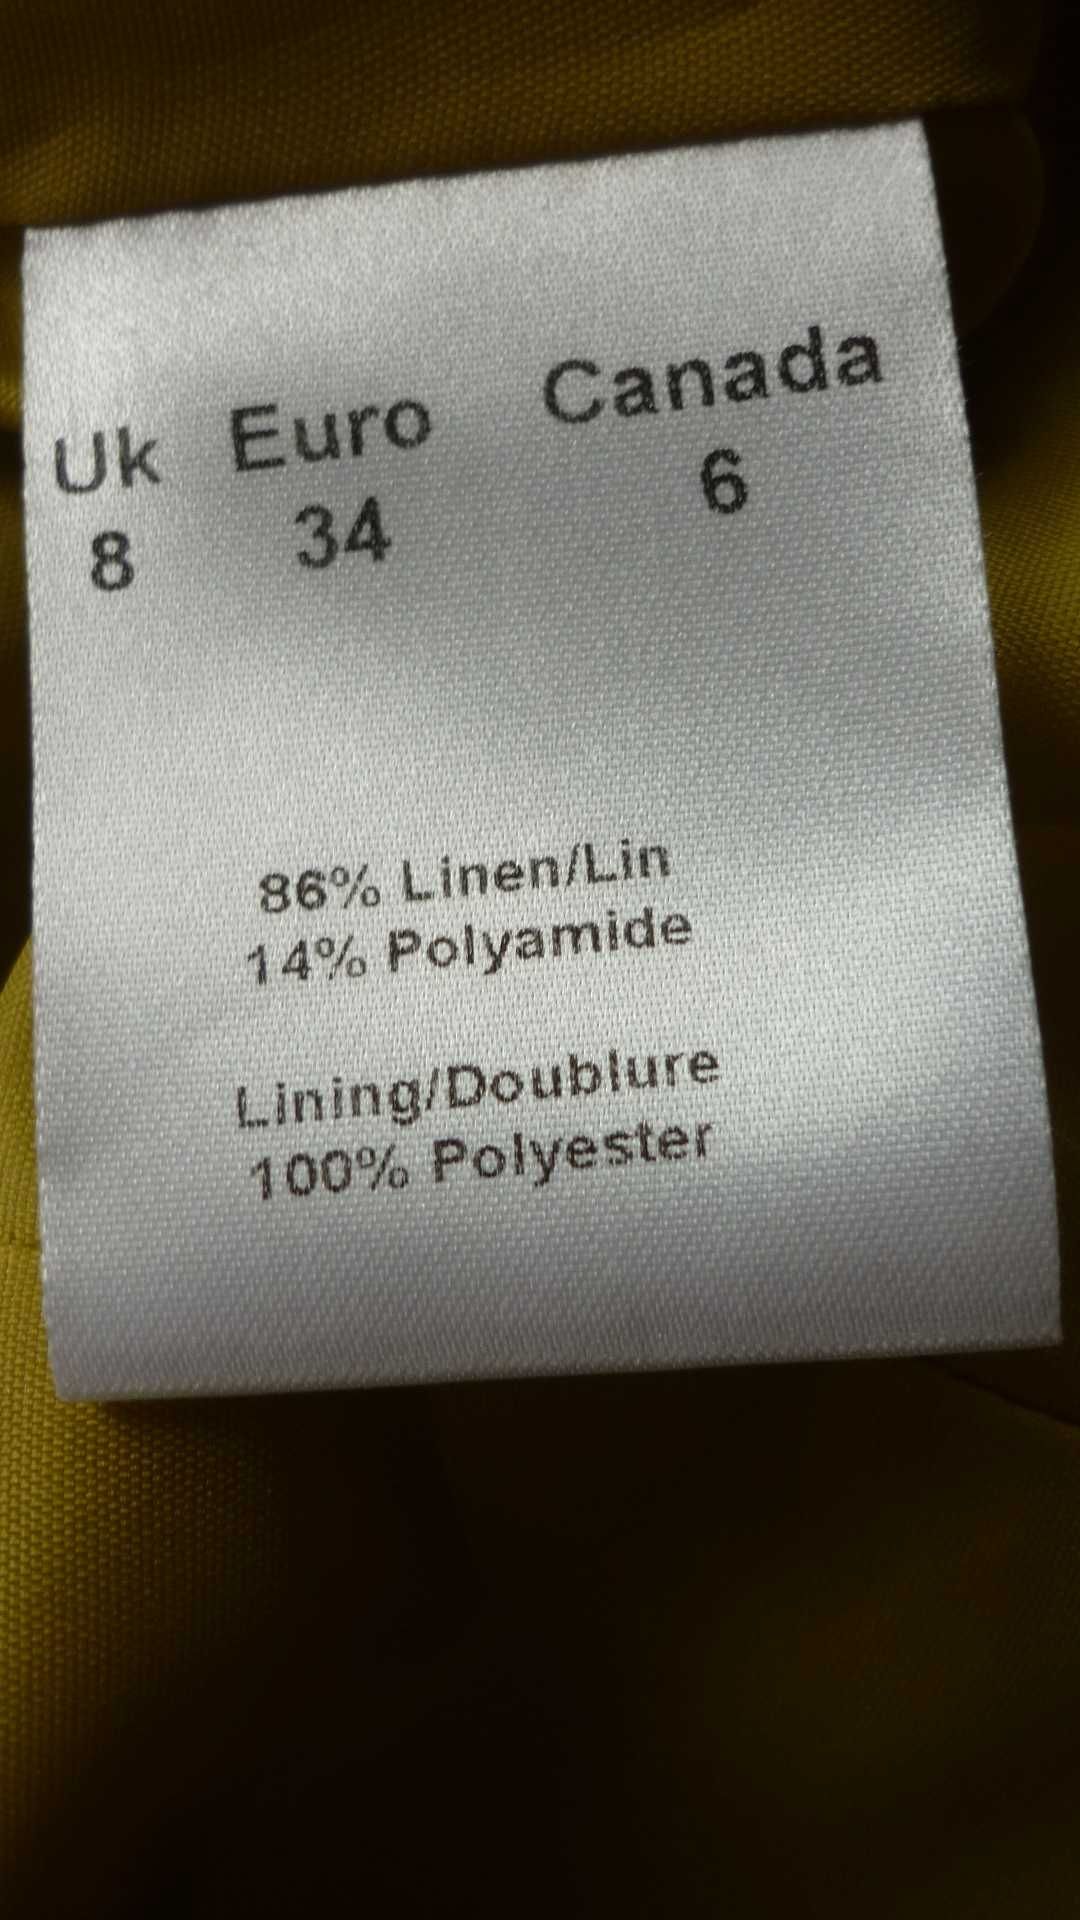 Uk Euro Canada
8 34 6
86% Linen/Lin
14% Polyamide
Lining/Doublure
100% Polyester